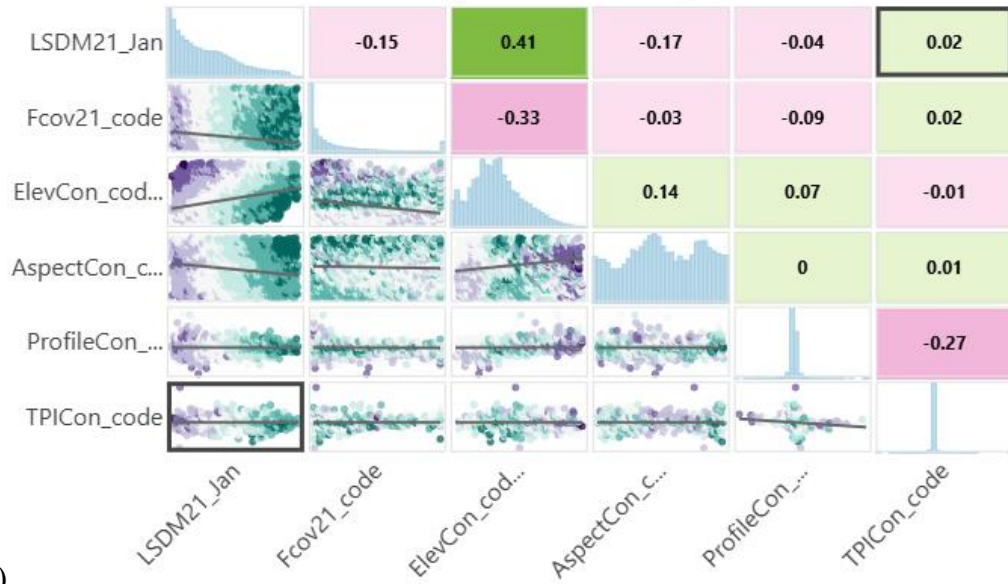 LSDM21_Jan -0.15 0.41 -0.17 -0.04 0.02
Fcov21_code -0.33 -0.03 -0.09 0.02
ElevCon_cod... 0.14 0.07 -0.01
AspectCon_c... 0 0.01
ProfileCon_... -0.27
TPICon_code
LSDM21_Jan Fcov21_code ElevCon_cod... AspectCon_c... ProfileCon_... TPICon_code
)